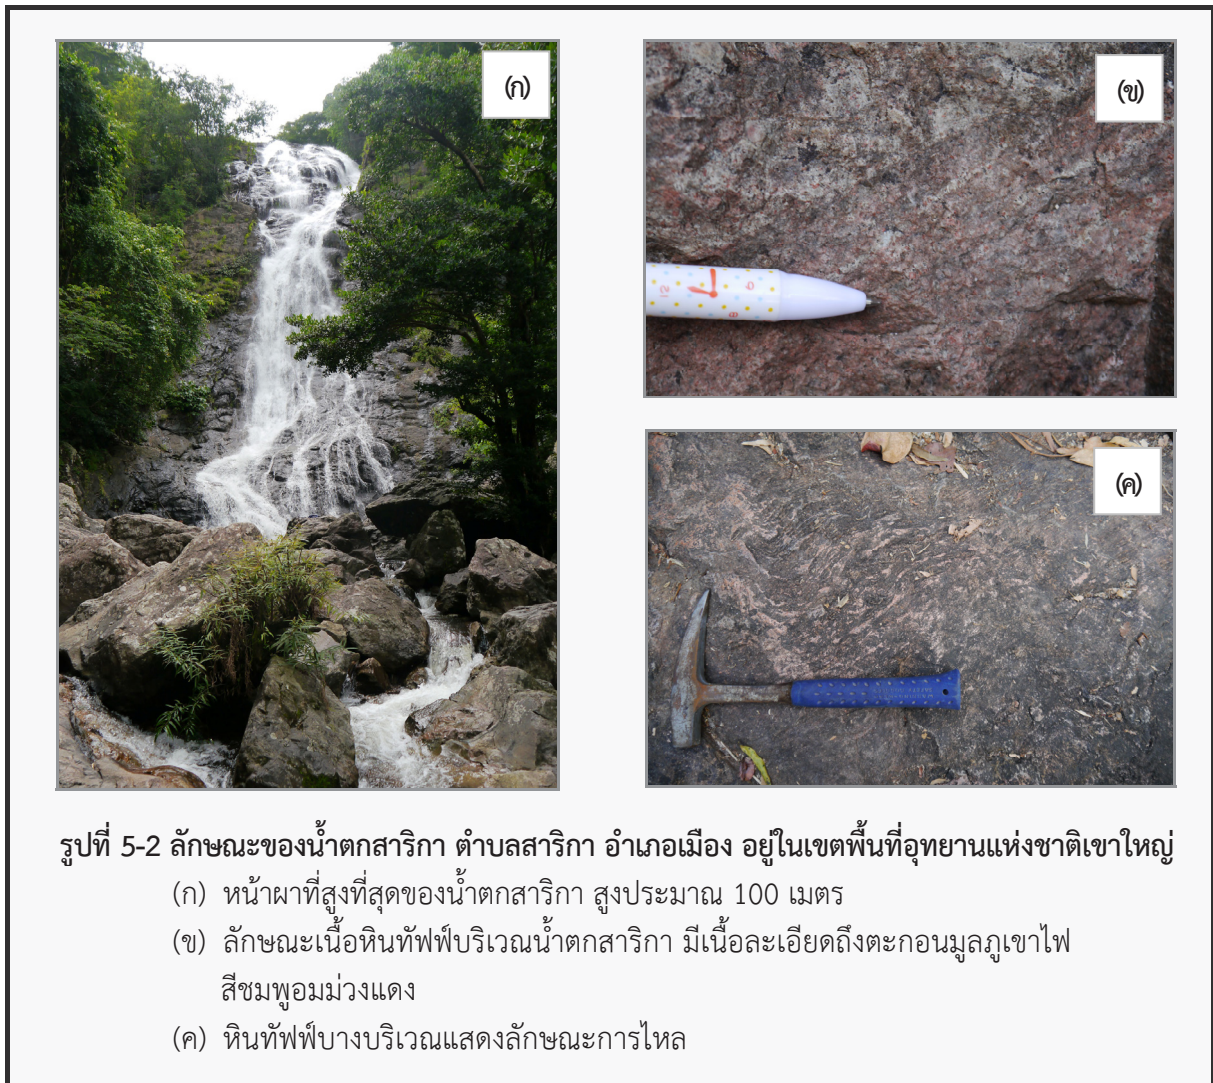 (ก)
(ข)
(ค)
รูปที่ 5-2 ลักษณะของน้ำตกสาริกา ตำบลสาริกา อำเภอเมือง อยู่ในเขตพื้นที่อุทยานแห่งชาติเขาใหญ่
(ก) หน้าผาที่สูงที่สุดของน้ำตกสาริกา สูงประมาณ 100 เมตร
(ข) ลักษณะเนื้อหินทัฟฟ์บริเวณน้ำตกสาริกา มีเนื้อละเอียดถึงตะกอนมูลภูเขาไฟ
สีชมพูอมม่วงแดง
(ค) หินทัฟฟ์บางบริเวณแสดงลักษณะการไหล